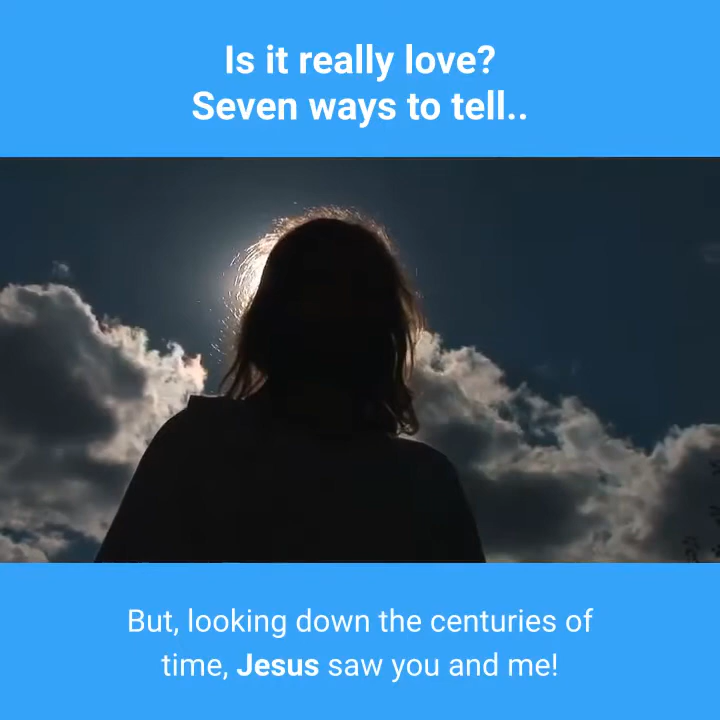 Is it really love?
Seven ways to tell..
But, looking down the centuries of
time, Jesus saw you and me!